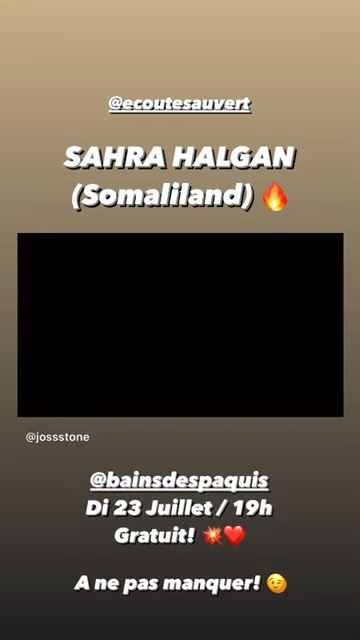 @ecoutesauvert
SAHRA HALGAN
(Somaliland) 🔥
@jossstone
@bainsdespaquis
Di 23 Juillet / 19h
Gratuit! 💥❤️
A ne pas manquer! 😉